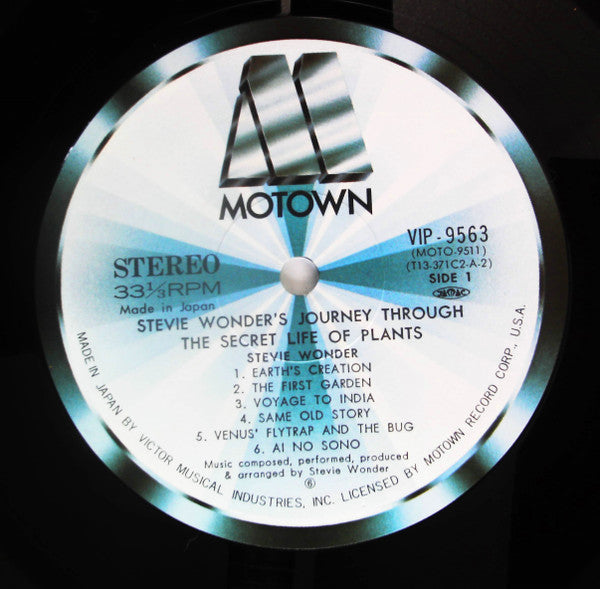 MOTOWN
VIP-9563
(MOTO-9511)
(T13-371C2-A-2)
SIDE 1
STEREO
33⅓RPM
Made in Japan
STEVIE WONDER'S JOURNEY THROUGH
THE SECRET LIFE OF PLANTS
STEVIE WONDER
1. EARTH'S CREATION
2. THE FIRST GARDEN
3. VOYAGE TO INDIA
4. SAME OLD STORY
5. VENUS' FLYTRAP AND THE BUG
6. AI NO SONO
Music composed, performed, produced
& arranged by Stevie Wonder
MADE IN JAPAN BY VICTOR MUSICAL INDUSTRIES, INC. LICENSED BY MOTOWN RECORD CORP., U.S.A.